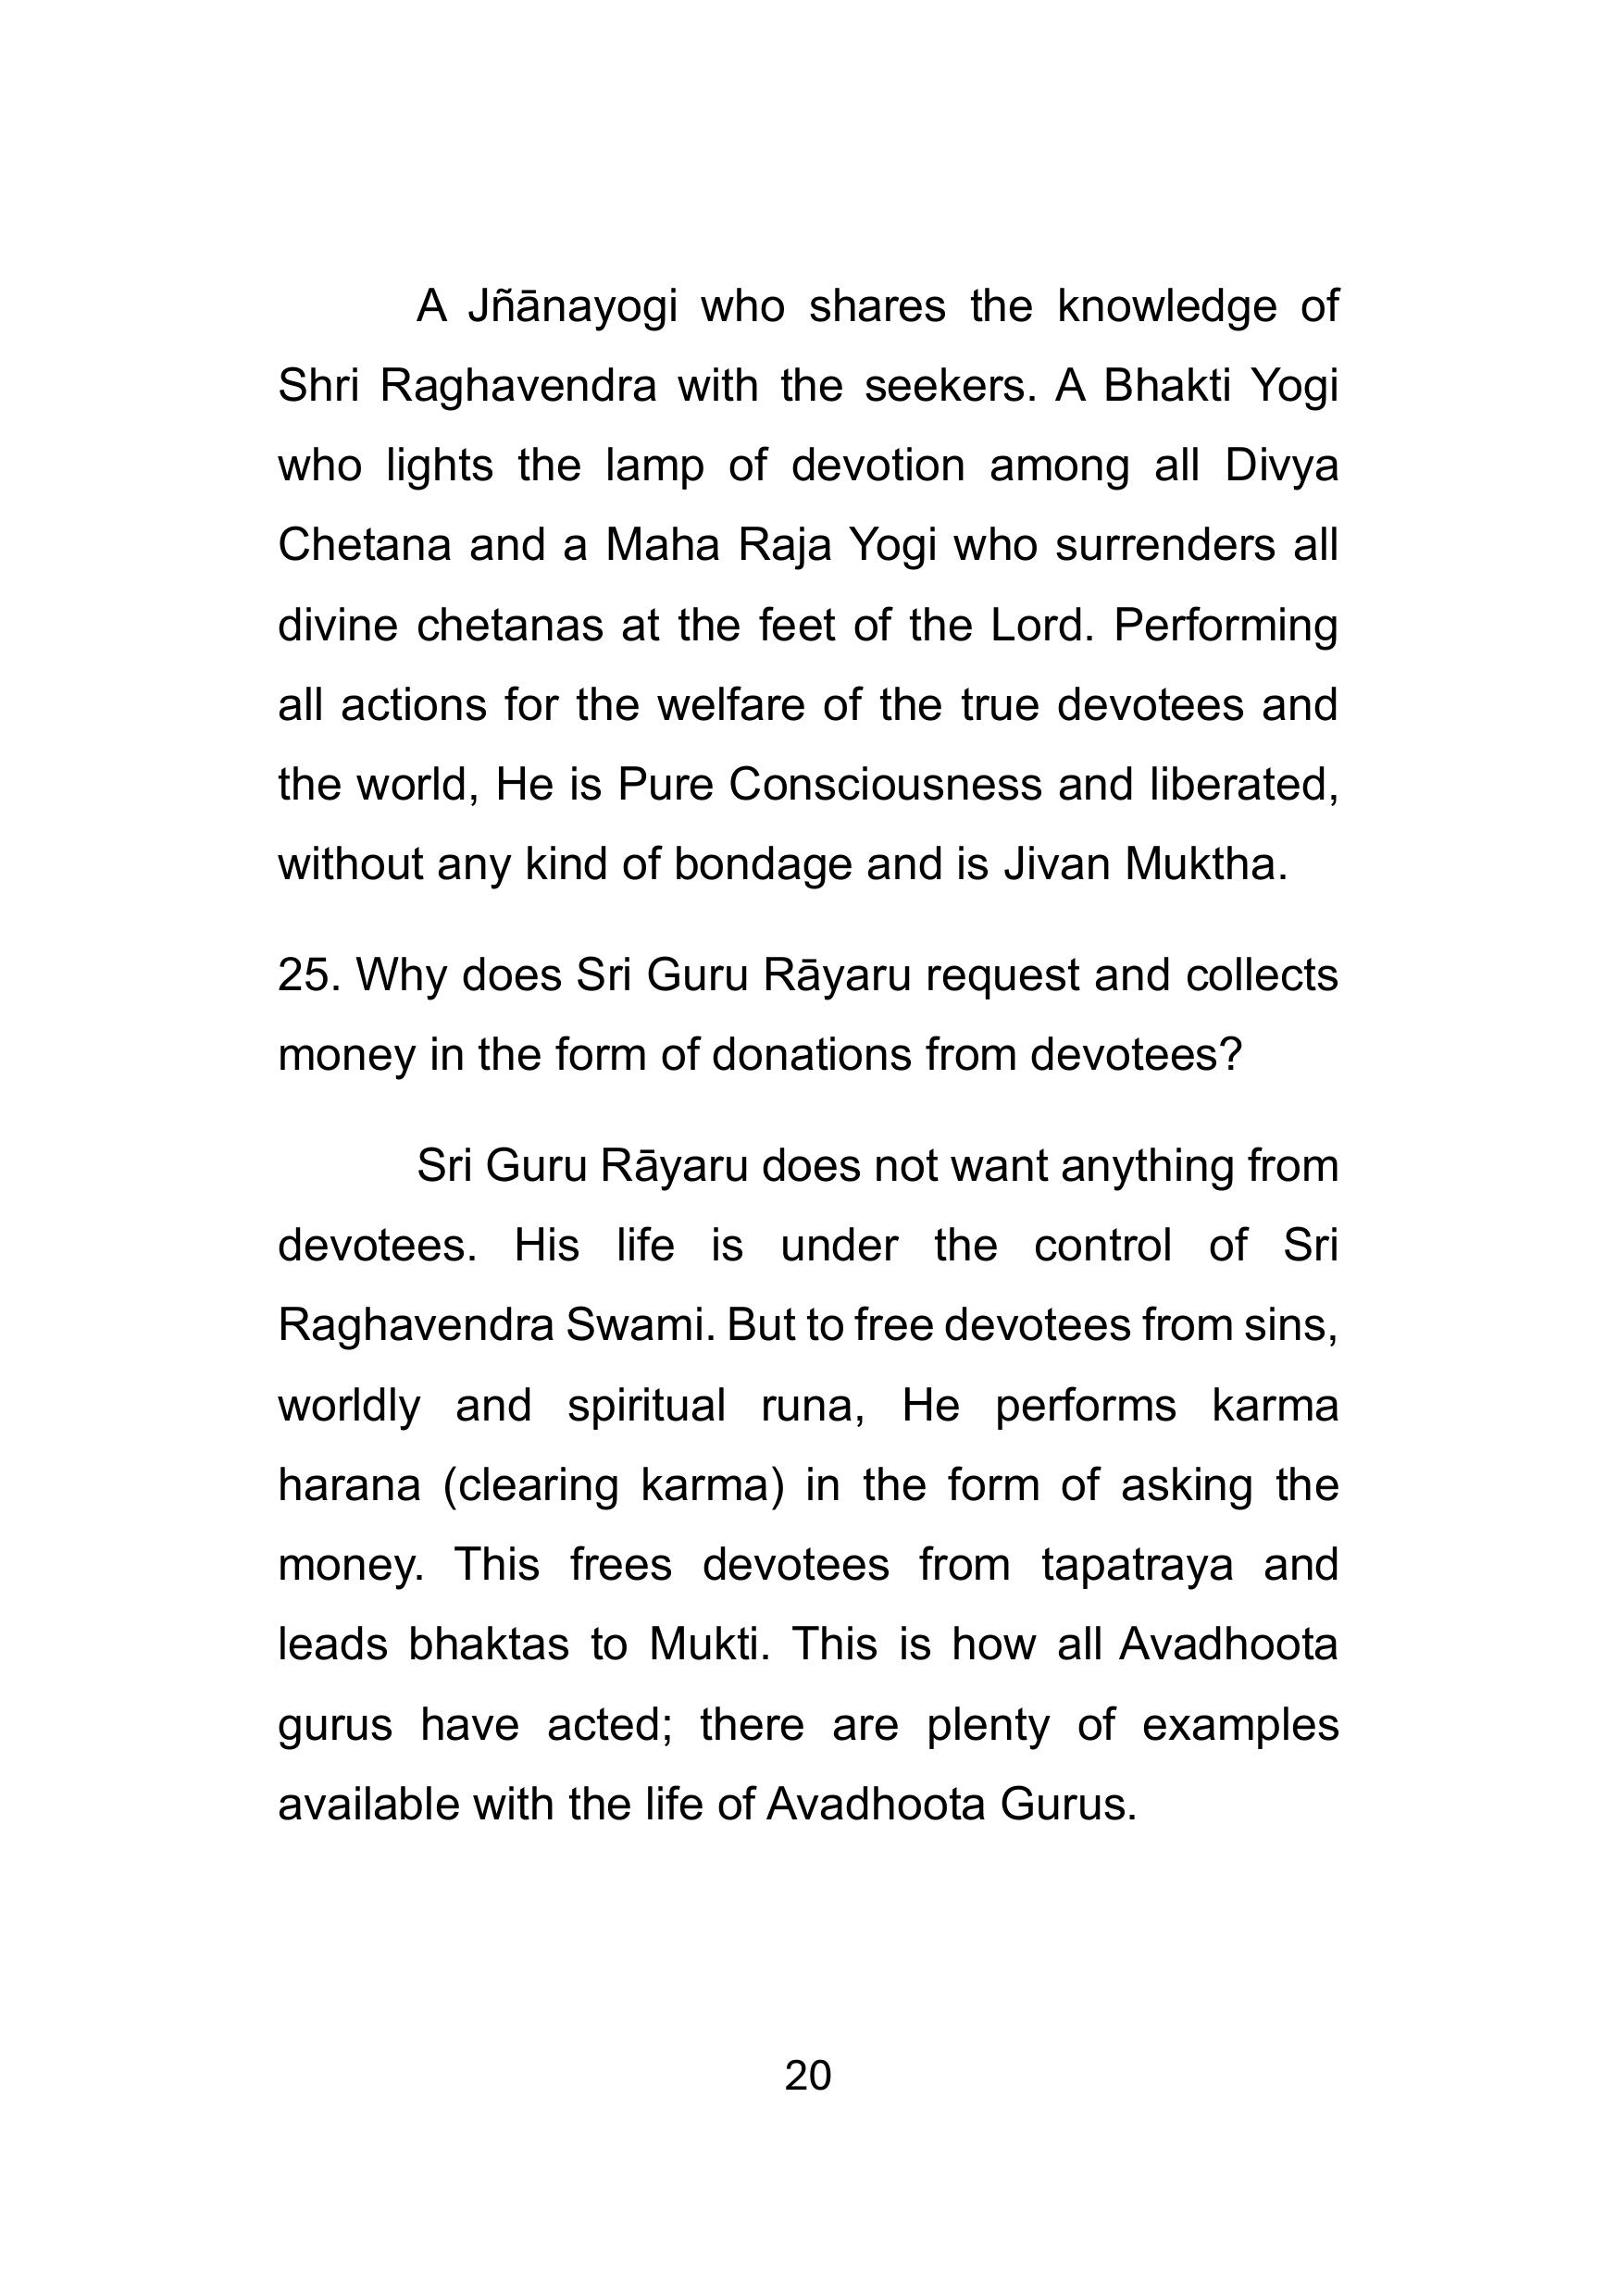 A Jñānayogi who shares the knowledge of
Shri Raghavendra with the seekers. A Bhakti Yogi
who lights the lamp of devotion among all Divya
Chetana and a Maha Raja Yogi who surrenders all
divine chetanas at the feet of the Lord. Performing
all actions for the welfare of the true devotees and
the world, He is Pure Consciousness and liberated,
without any kind of bondage and is Jivan Muktha.
25. Why does Sri Guru Rāyaru request and collects
money in the form of donations from devotees?
Sri Guru Rāyaru does not want anything from
devotees. His life is under the control of Sri
Raghavendra Swami. But to free devotees from sins,
worldly and spiritual runa, He performs karma
harana (clearing karma) in the form of asking the
money. This frees devotees from tapatraya and
leads bhaktas to Mukti. This is how all Avadhoota
gurus have acted; there are plenty of examples
available with the life of Avadhoota Gurus.
20